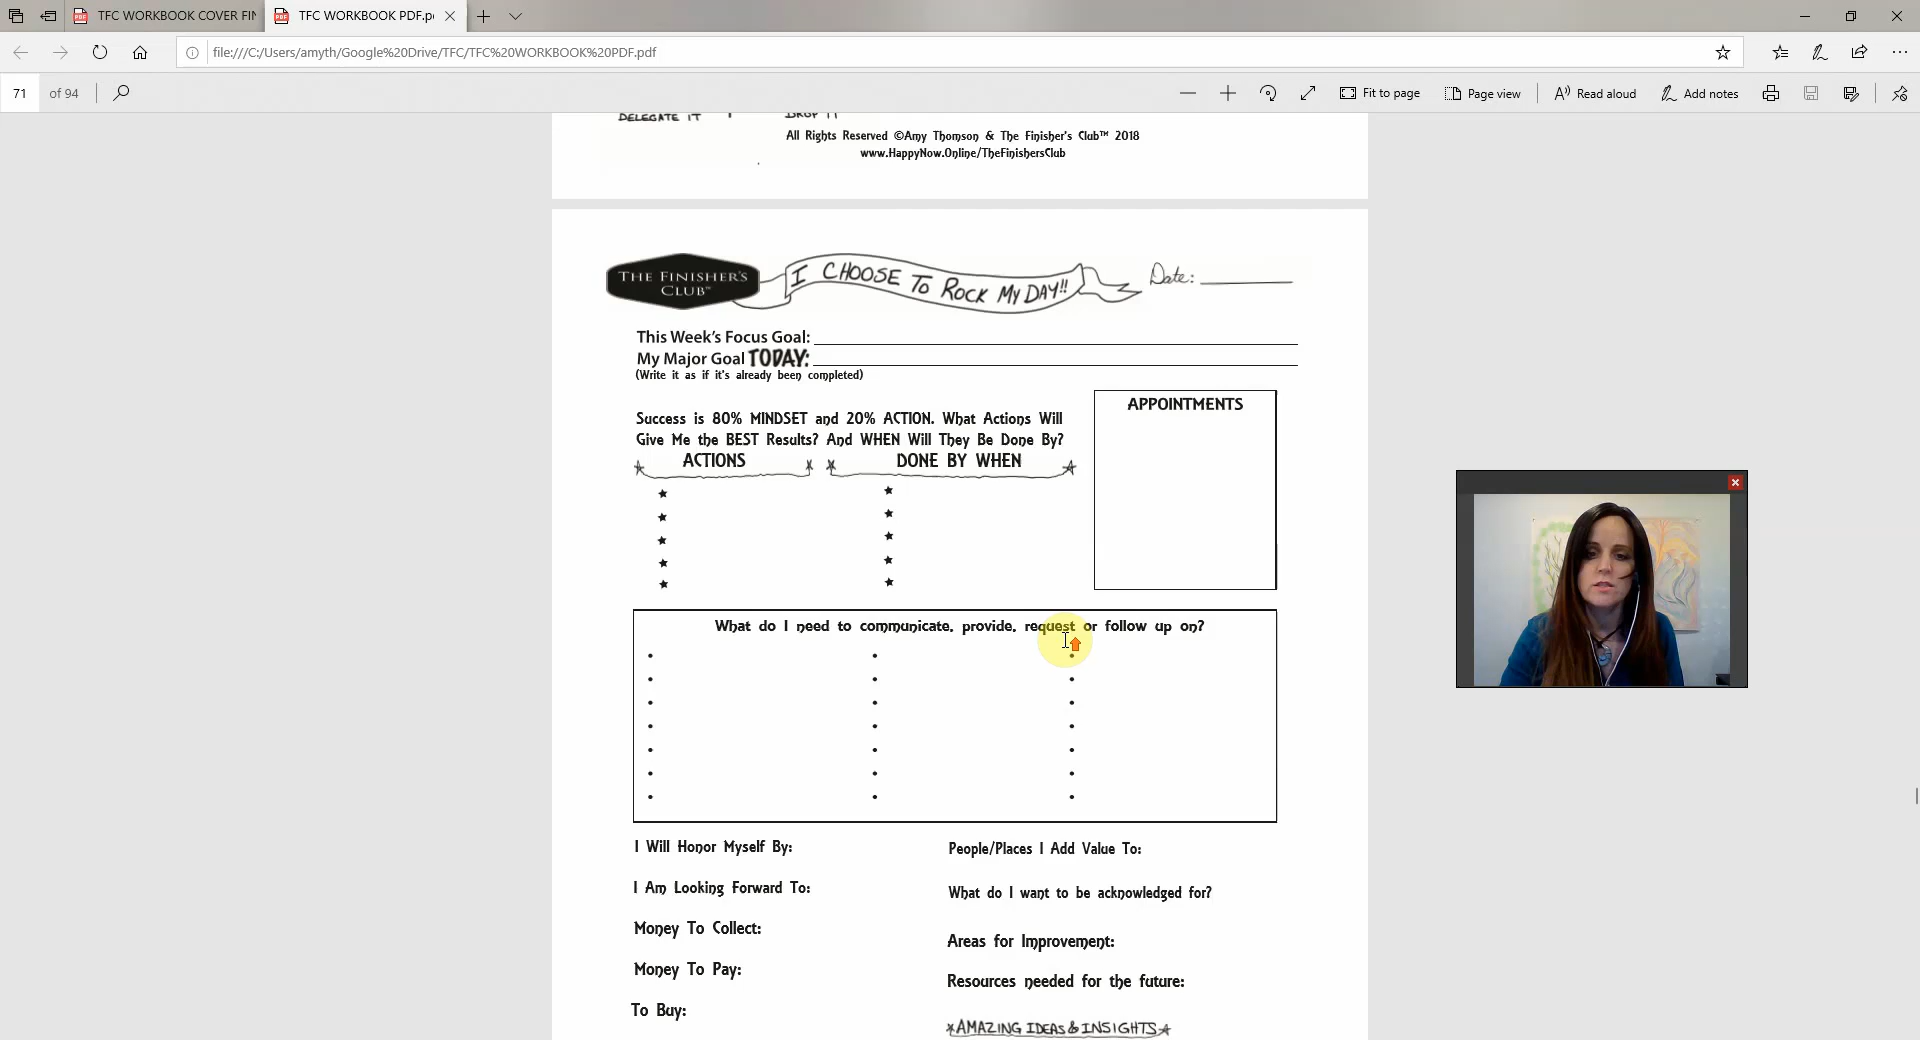 TFC WORKBOOK COVER FIN
TFC WORKBOOK PDF.p
file:///C:/Users/amyth/Google%20Drive/TFC/TFC%20WORKBOOK%20PDF.pdf
71 of 94
Fit to page
Page view
Read aloud
Add notes
DELEGATE IT
DROP IT
All Rights Reserved ©Amy Thomson & The Finisher's Club™ 2018
www.HappyNow.Online/TheFinishersClub
THE FINISHER'S
CLUB™
I CHOOSE TO ROCK MY DAY!!
Date:
This Week's Focus Goal:
My Major Goal TODAY:
(Write it as if it's already been completed)
APPOINTMENTS
Success is 80% MINDSET and 20% ACTION. What Actions Will
Give Me the BEST Results? And WHEN Will They Be Done By?
ACTIONS
DONE BY WHEN
What do I need to communicate, provide, request or follow up on?
I Will Honor Myself By:
People/Places I Add Value To:
I Am Looking Forward To:
What do I want to be acknowledged for?
Money To Collect:
Areas for Improvement:
Money To Pay:
Resources needed for the future:
To Buy:
AMAZING IDEAS & INSIGHTS